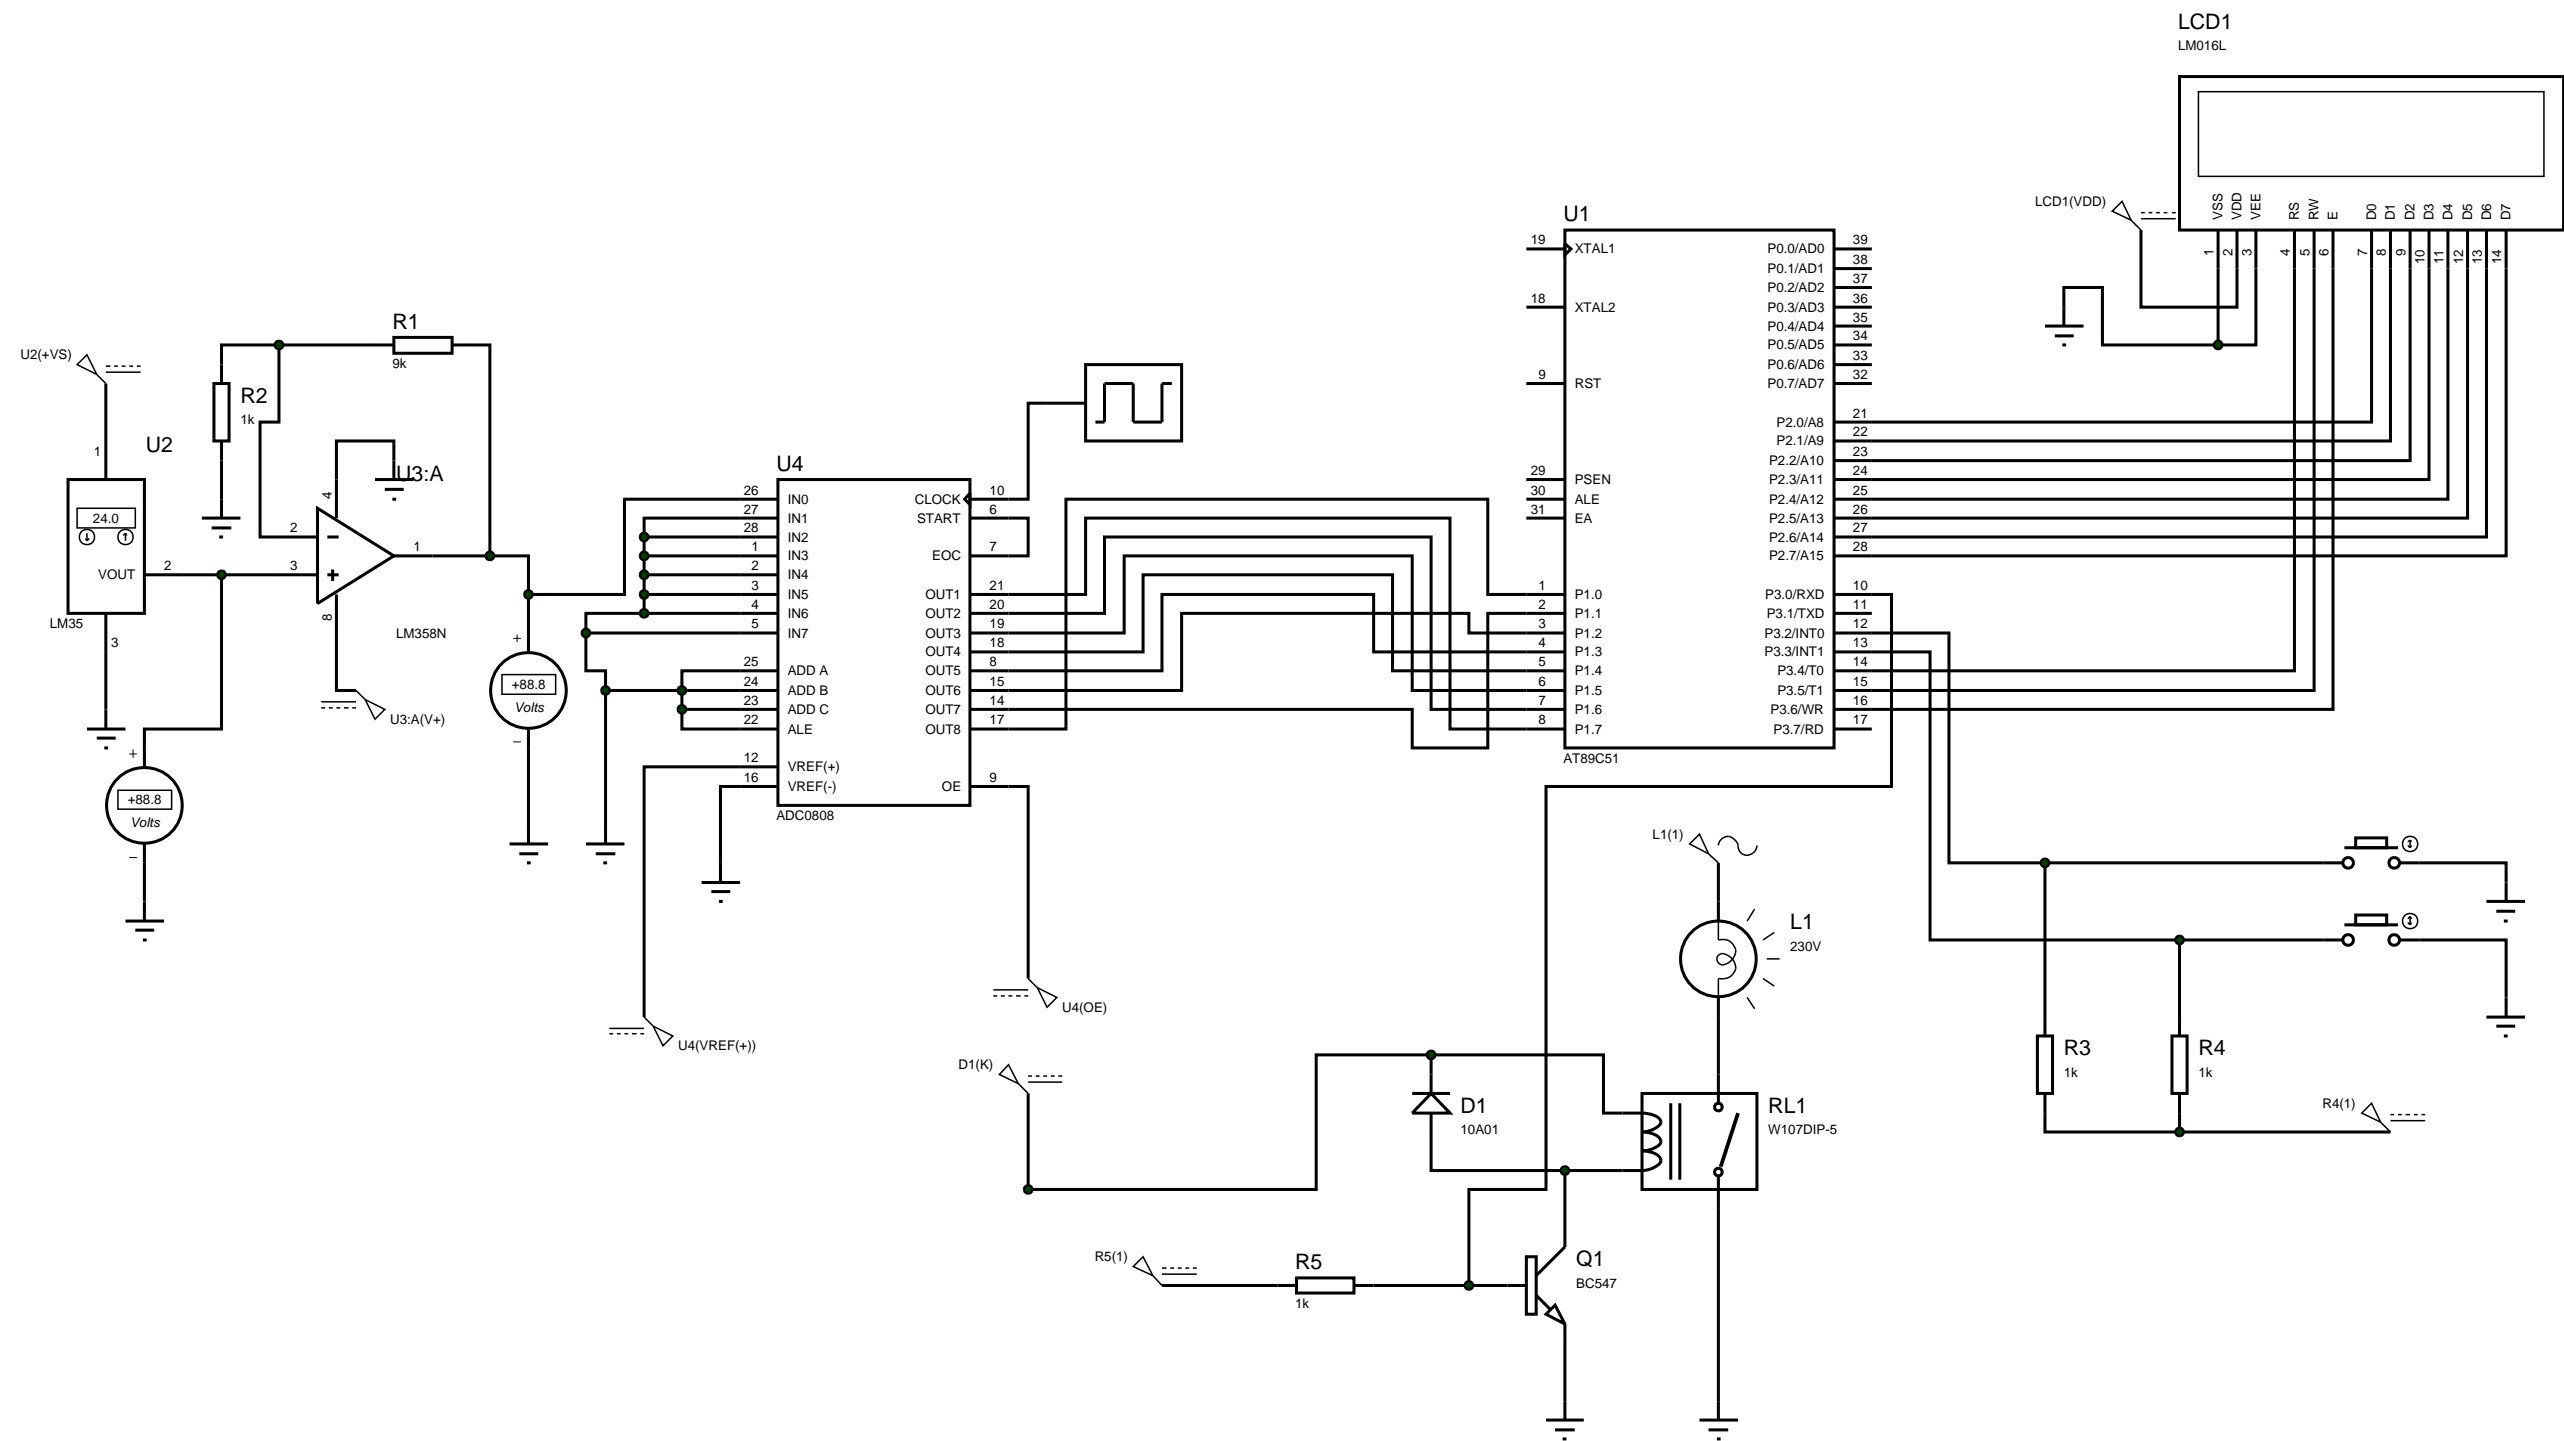 LCD1
LM016L
LCD1(VDD)
VSS
VDD
VEE
RS
RW
E
D0
D1
D2
D3
D4
D5
D6
D7
1
2
3
4
5
6
7
8
9
10
11
12
13
14
U1
19
XTAL1
18
XTAL2
9
RST
29
PSEN
30
ALE
31
EA
1
P1.0
2
P1.1
3
P1.2
4
P1.3
5
P1.4
6
P1.5
7
P1.6
8
P1.7
P0.0/AD0
39
P0.1/AD1
38
P0.2/AD2
37
P0.3/AD3
36
P0.4/AD4
35
P0.5/AD5
34
P0.6/AD6
33
P0.7/AD7
32
P2.0/A8
21
P2.1/A9
22
P2.2/A10
23
P2.3/A11
24
P2.4/A12
25
P2.5/A13
26
P2.6/A14
27
P2.7/A15
28
P3.0/RXD
10
P3.1/TXD
11
P3.2/INT0
12
P3.3/INT1
13
P3.4/T0
14
P3.5/T1
15
P3.6/WR
16
P3.7/RD
17
AT89C51
U2(+VS)
1
U2
24.0
VOUT
2
LM35
3
R1
9k
R2
1k
U3:A
4
2
3
1
8
LM358N
U3:A(V+)
+
+88.8
Volts
−
+
+88.8
Volts
−
U4
26
IN0
27
IN1
28
IN2
1
IN3
2
IN4
3
IN5
4
IN6
5
IN7
25
ADD A
24
ADD B
23
ADD C
22
ALE
12
VREF(+)
16
VREF(-)
CLOCK
10
START
6
EOC
7
OUT1
21
OUT2
20
OUT3
19
OUT4
18
OUT5
8
OUT6
15
OUT7
14
OUT8
17
OE
9
ADC0808
U4(VREF(+))
U4(OE)
L1(1)
L1
230V
D1(K)
D1
10A01
RL1
W107DIP-5
R5(1)
R5
1k
Q1
BC547
R3
1k
R4
1k
R4(1)